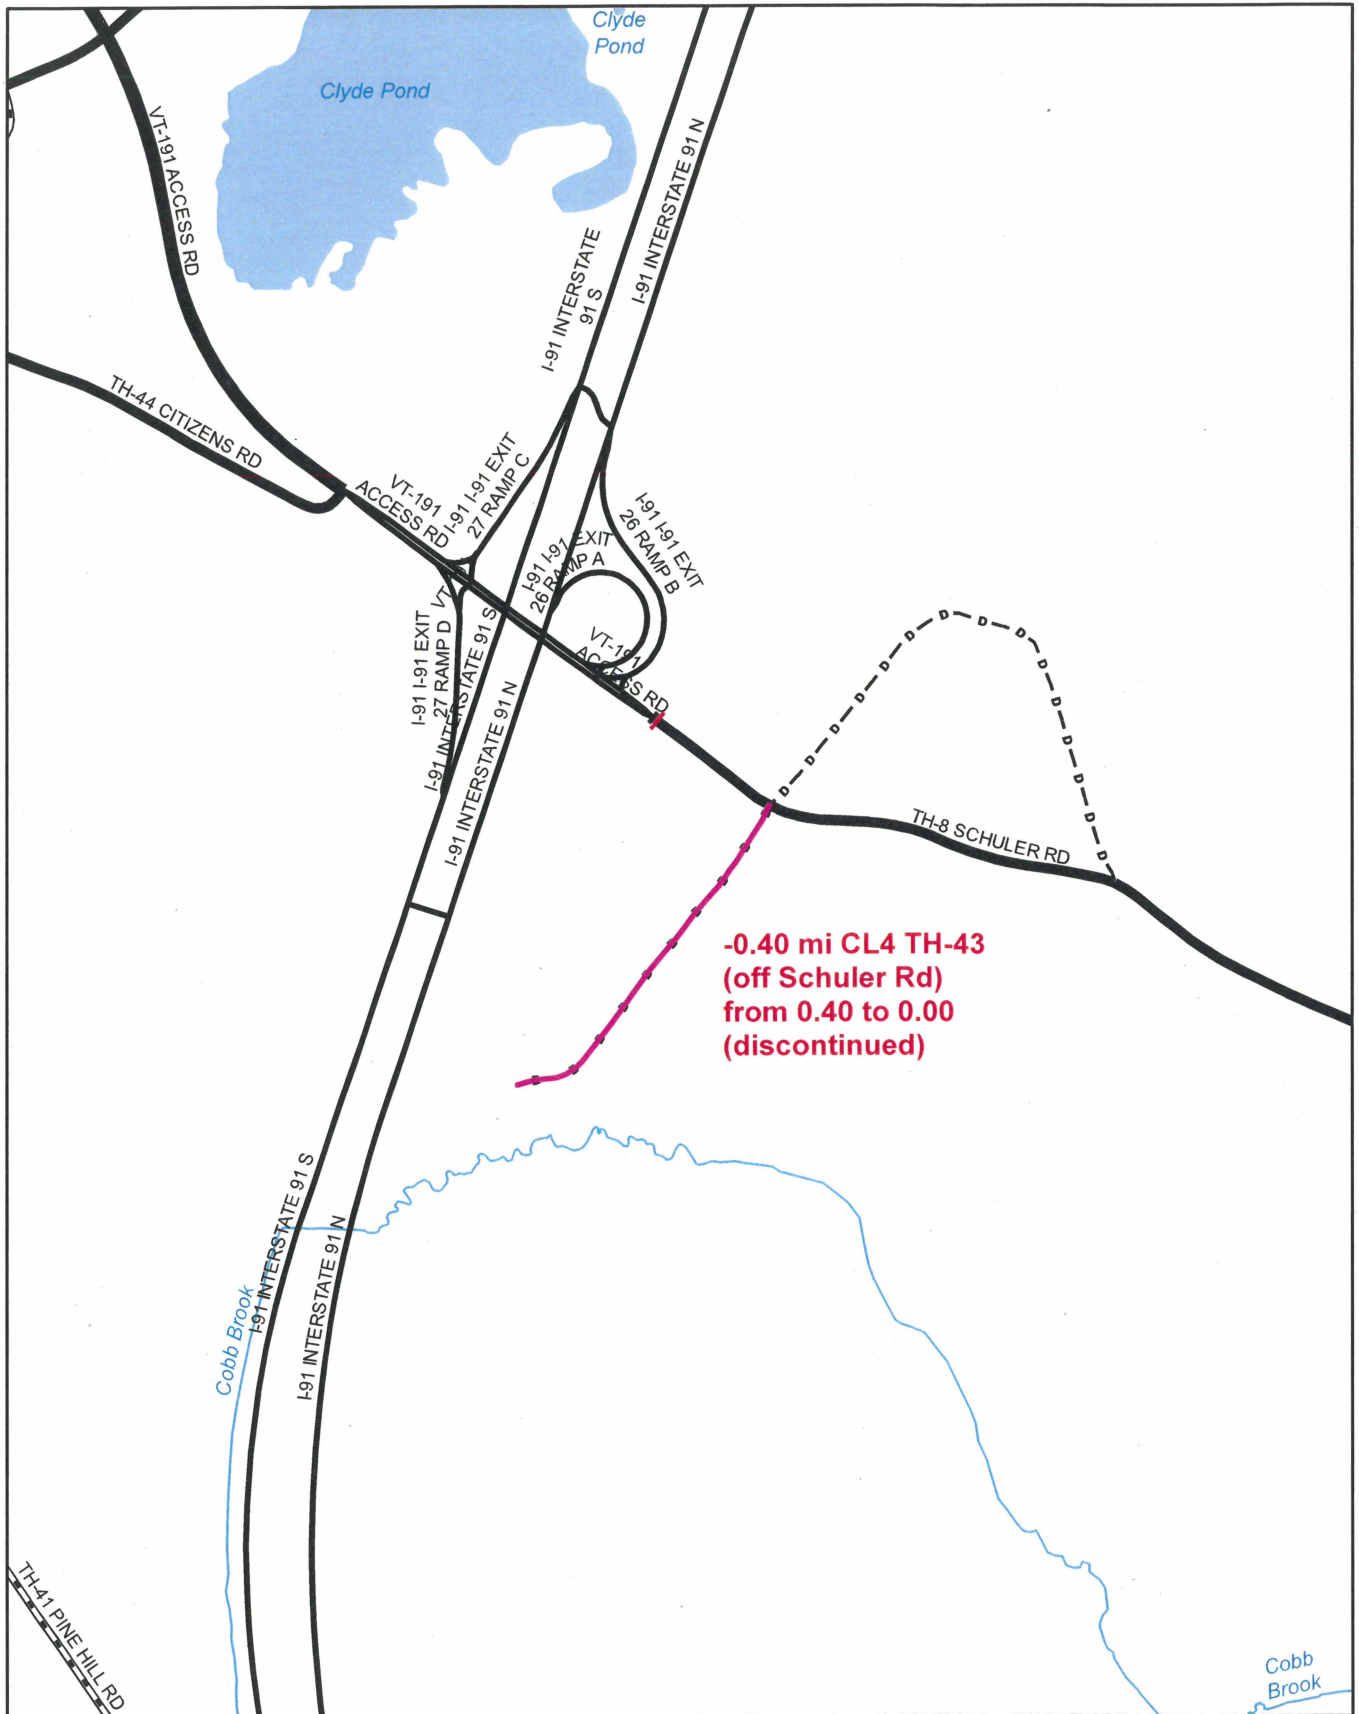 Clyde
Pond
Clyde Pond
VT-191 ACCESS RD
I-91 INTERSTATE 91 N
I-91 INTERSTATE
91 S
TH-44 CITIZENS RD
VT-191
ACCESS RD
I-91 I-91 EXIT
27 RAMP C
I-91 I-91 EXIT
26 RAMP A
I-91 I-91 EXIT
26 RAMP B
I-91 I-91 EXIT
27 RAMP D
VT-191
ACCESS RD
I-91 INTERSTATE 91 S
I-91 INTERSTATE 91 N
D D D D D D D D D D D D D D
TH-8 SCHULER RD
-0.40 mi CL4 TH-43
(off Schuler Rd)
from 0.40 to 0.00
(discontinued)
I-91 INTERSTATE 91 S
I-91 INTERSTATE 91 N
Cobb Brook
TH-41 PINE HILL RD
Cobb
Brook